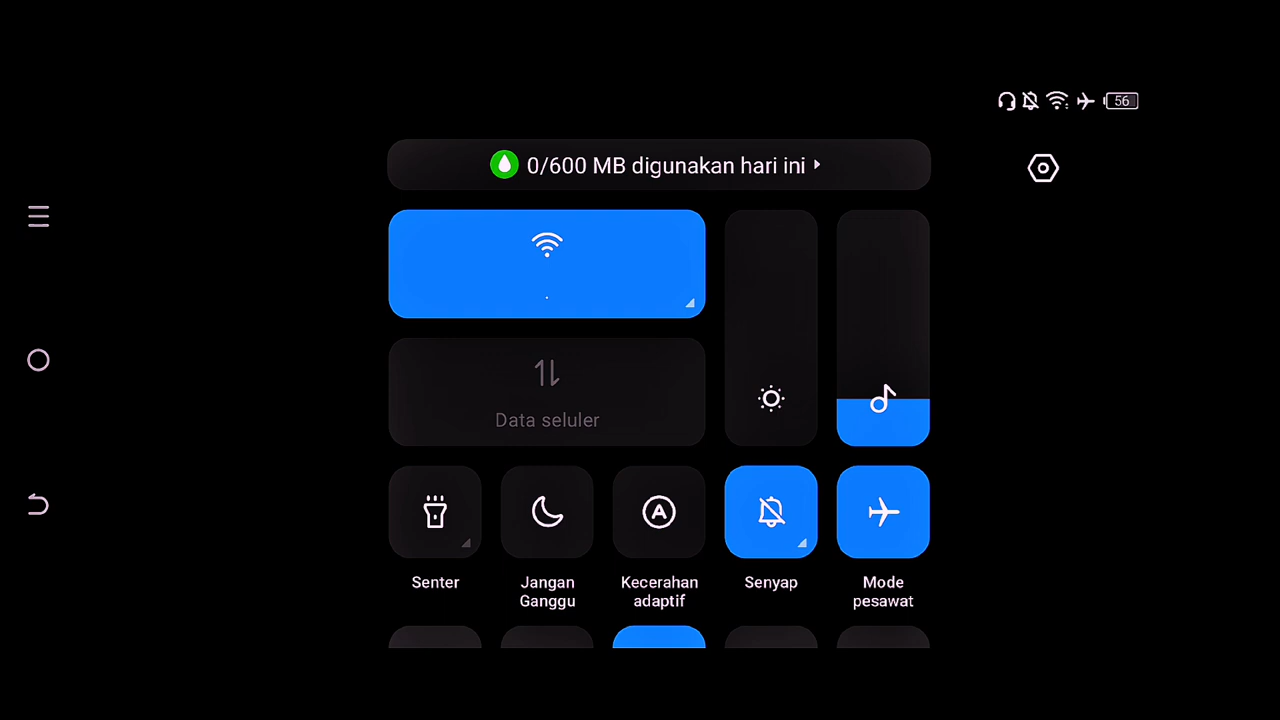 56
0/600 MB digunakan hari ini
.
Data seluler
A
Senter
Jangan
Ganggu
Kecerahan
adaptif
Senyap
Mode
pesawat